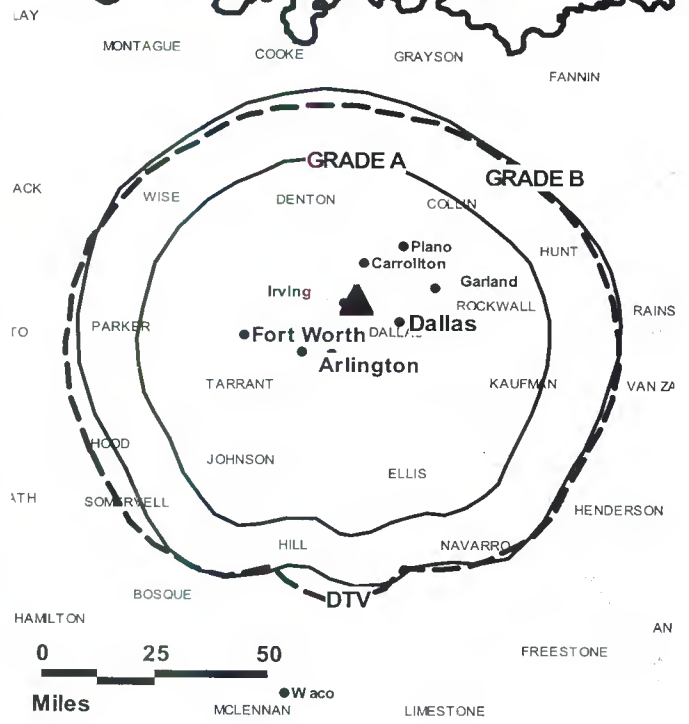 LAY
MONTAGUE
COOKE
GRAYSON
FANNIN
GRADE A
GRADE B
ACK
WISE
DENTON
COLLIN
Plano
HUNT
Carrollton
Irving
Garland
ROCKWALL
RAINS
TO
PARKER
Fort Worth
DALLAS
Dallas
Arlington
TARRANT
KAUFMAN
VAN ZA
HOOD
JOHNSON
ELLIS
ATH
SOMERVELL
HENDERSON
HILL
NAVARRO
BOSQUE
DTV
HAMILTON
AN
0 25 50
FREESTONE
Miles
Waco
MCLENNAN
LIMESTONE